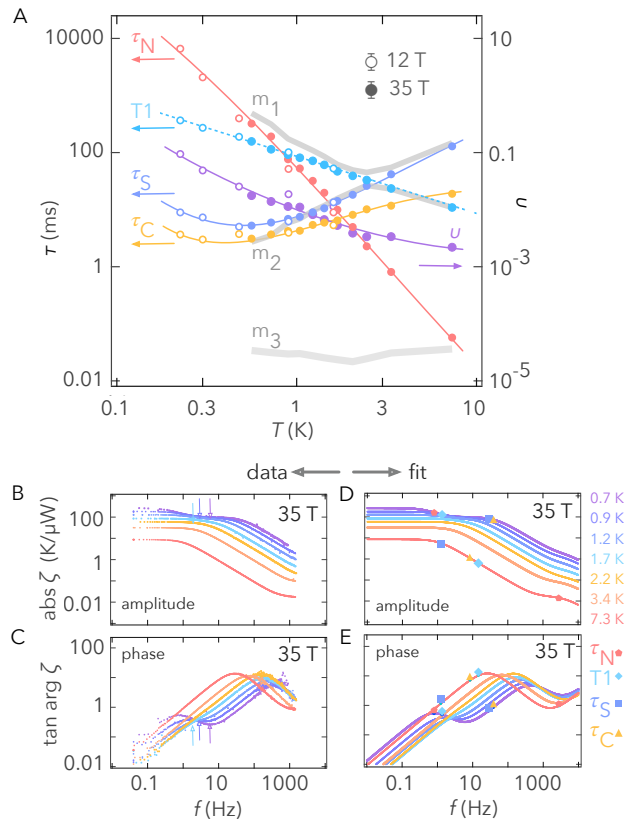 A
10000
100
1
0.01
τ (ms)
τN
T1
τS
τC
m1
m2
m3
υ
12 T
35 T
10
0.1
10-3
10-5
υ
0.1
0.3
1
3
10
T (K)
data
fit
B
35 T
100
1
0.01
abs ζ (K/μW)
amplitude
D
35 T
amplitude
0.7 K
0.9 K
1.2 K
1.7 K
2.2 K
3.4 K
7.3 K
C
phase
35 T
100
1
0.01
tan arg ζ
0.1
10
1000
f (Hz)
E
phase
35 T
0.1
10
1000
f (Hz)
τN
T1
τS
τC